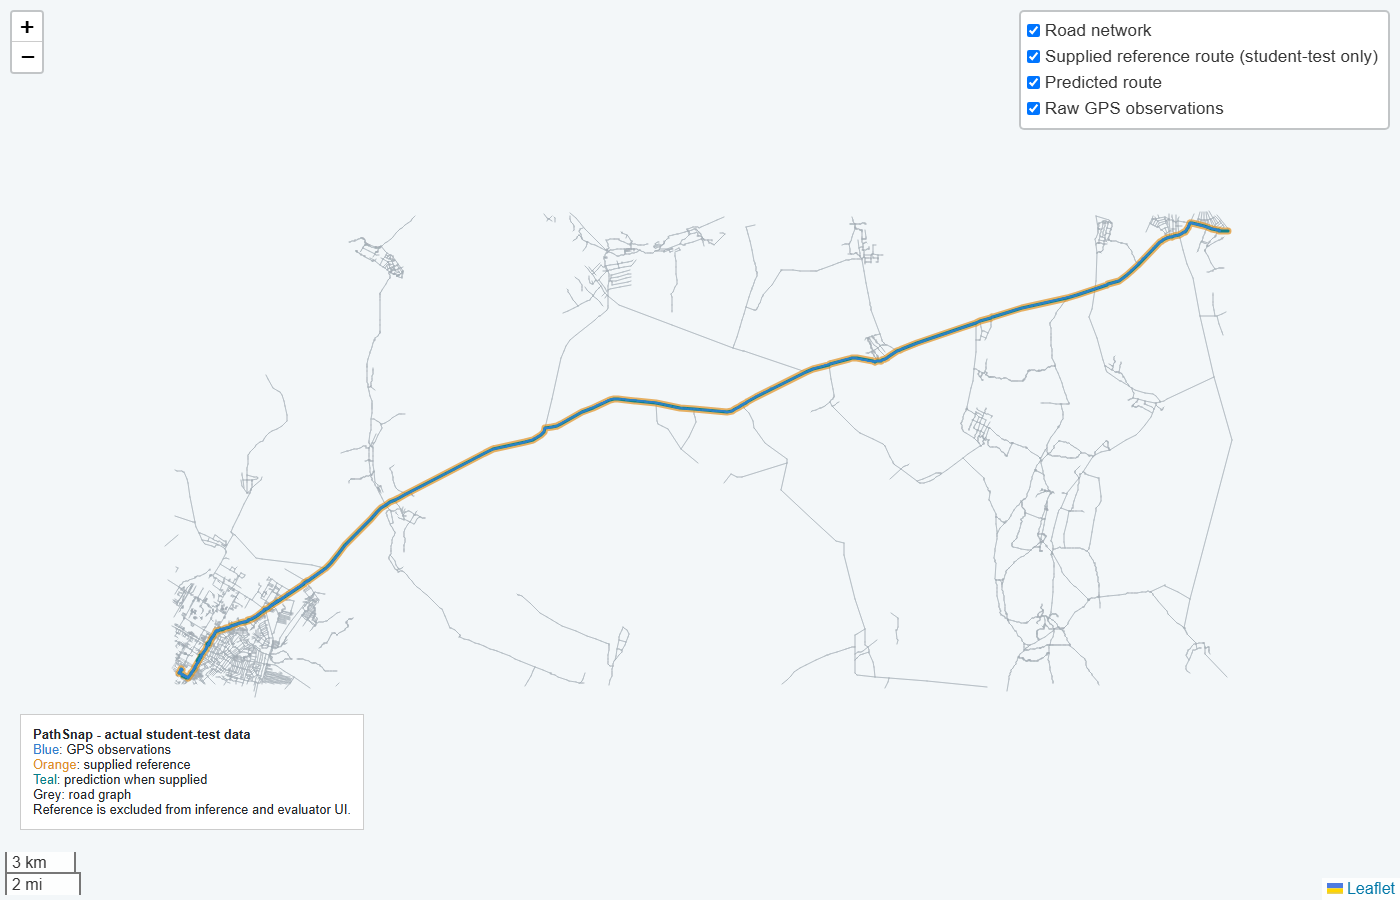 +
−
Road network
Supplied reference route (student-test only)
Predicted route
Raw GPS observations
PathSnap - actual student-test data
Blue: GPS observations
Orange: supplied reference
Teal: prediction when supplied
Grey: road graph
Reference is excluded from inference and evaluator UI.
3 km
2 mi
Leaflet